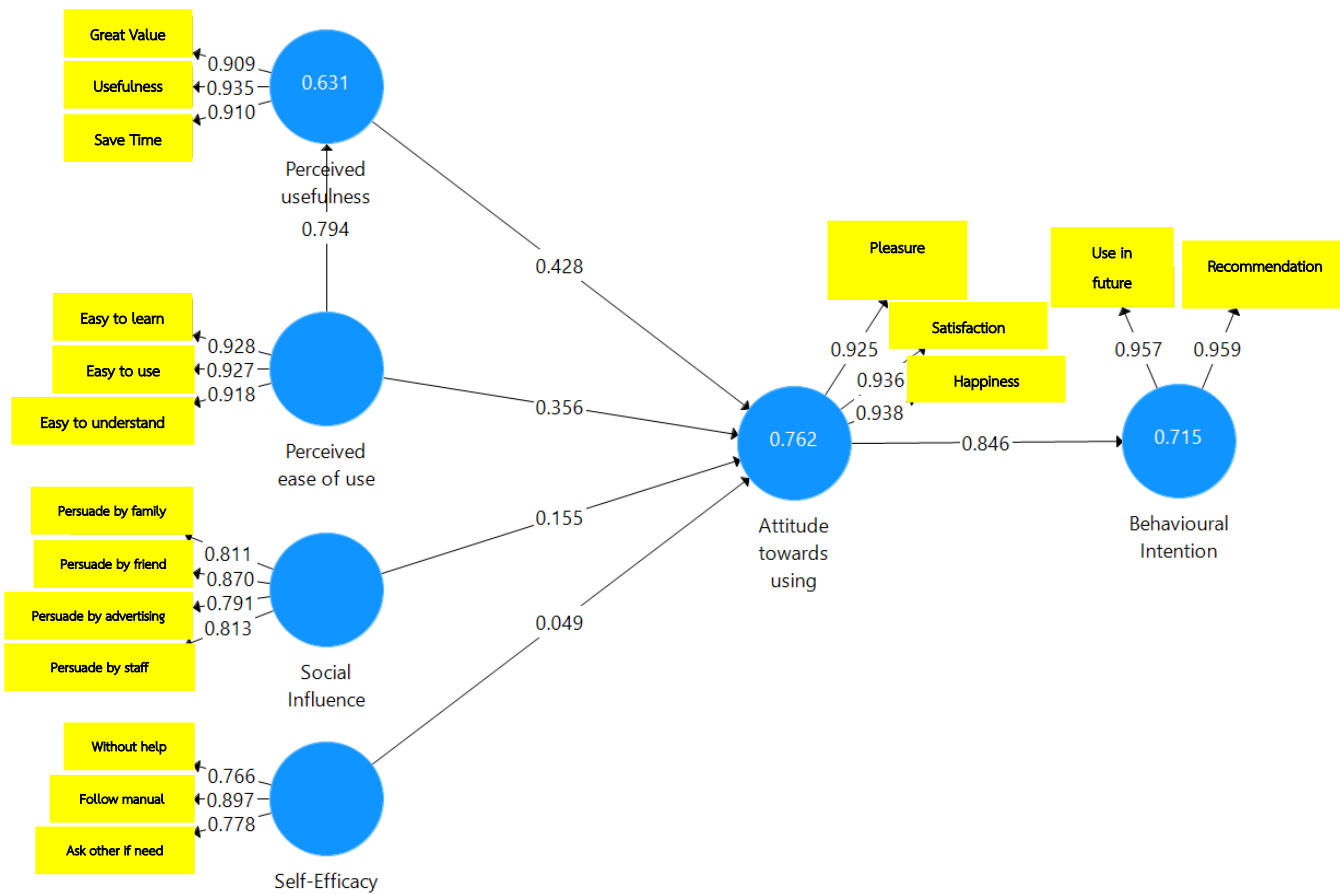 Great Value
Usefulness
Save Time
0.909
0.935
0.910
0.631
Perceived
usefulness
0.794
0.428
Easy to learn
Easy to use
Easy to understand
0.928
0.927
0.918
Perceived
ease of use
0.356
Persuade by family
Persuade by friend
Persuade by advertising
Persuade by staff
0.811
0.870
0.791
0.813
Social
Influence
0.155
Without help
Follow manual
Ask other if need
0.766
0.897
0.778
Self-Efficacy
0.049
Pleasure
Satisfaction
Happiness
0.925
0.936
0.938
0.762
Attitude
towards
using
0.846
Use in
future
Recommendation
0.957
0.959
0.715
Behavioural
Intention